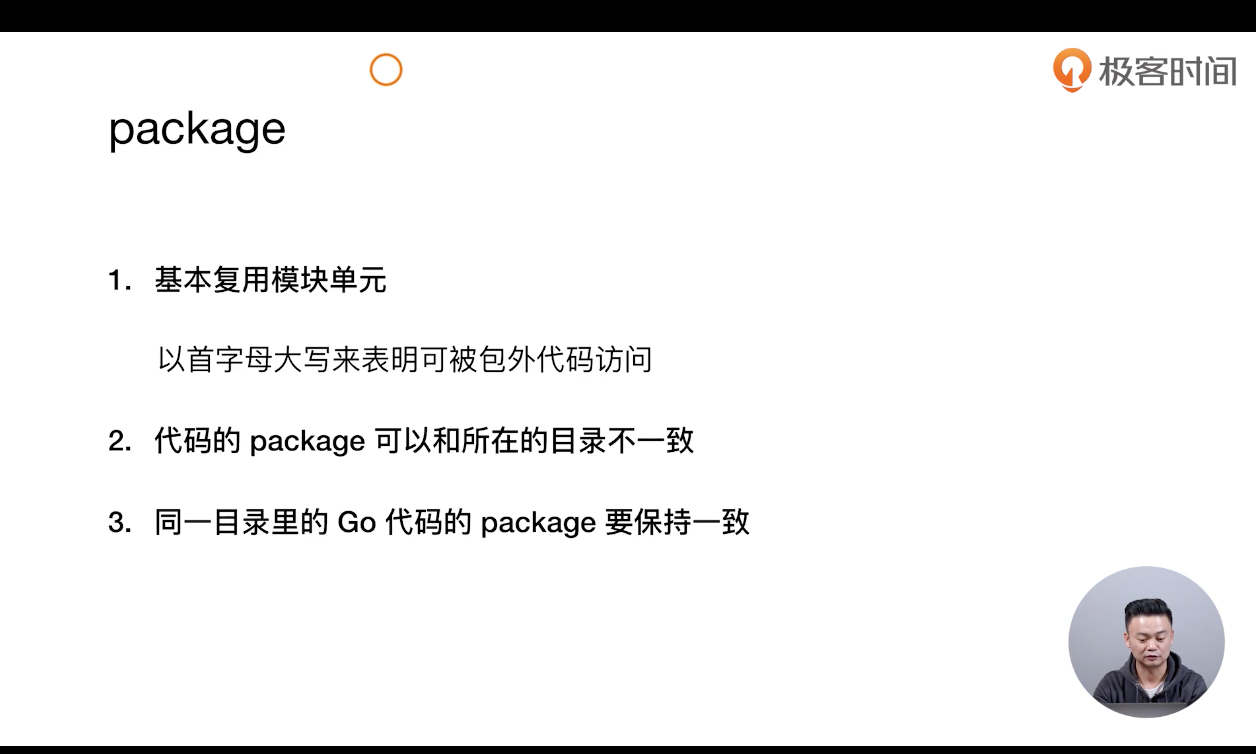 极客时间
package
1. 基本复用模块单元
以首字母大写来表明可被包外代码访问
2. 代码的 package 可以和所在的目录不一致
3. 同一目录里的 Go 代码的 package 要保持一致